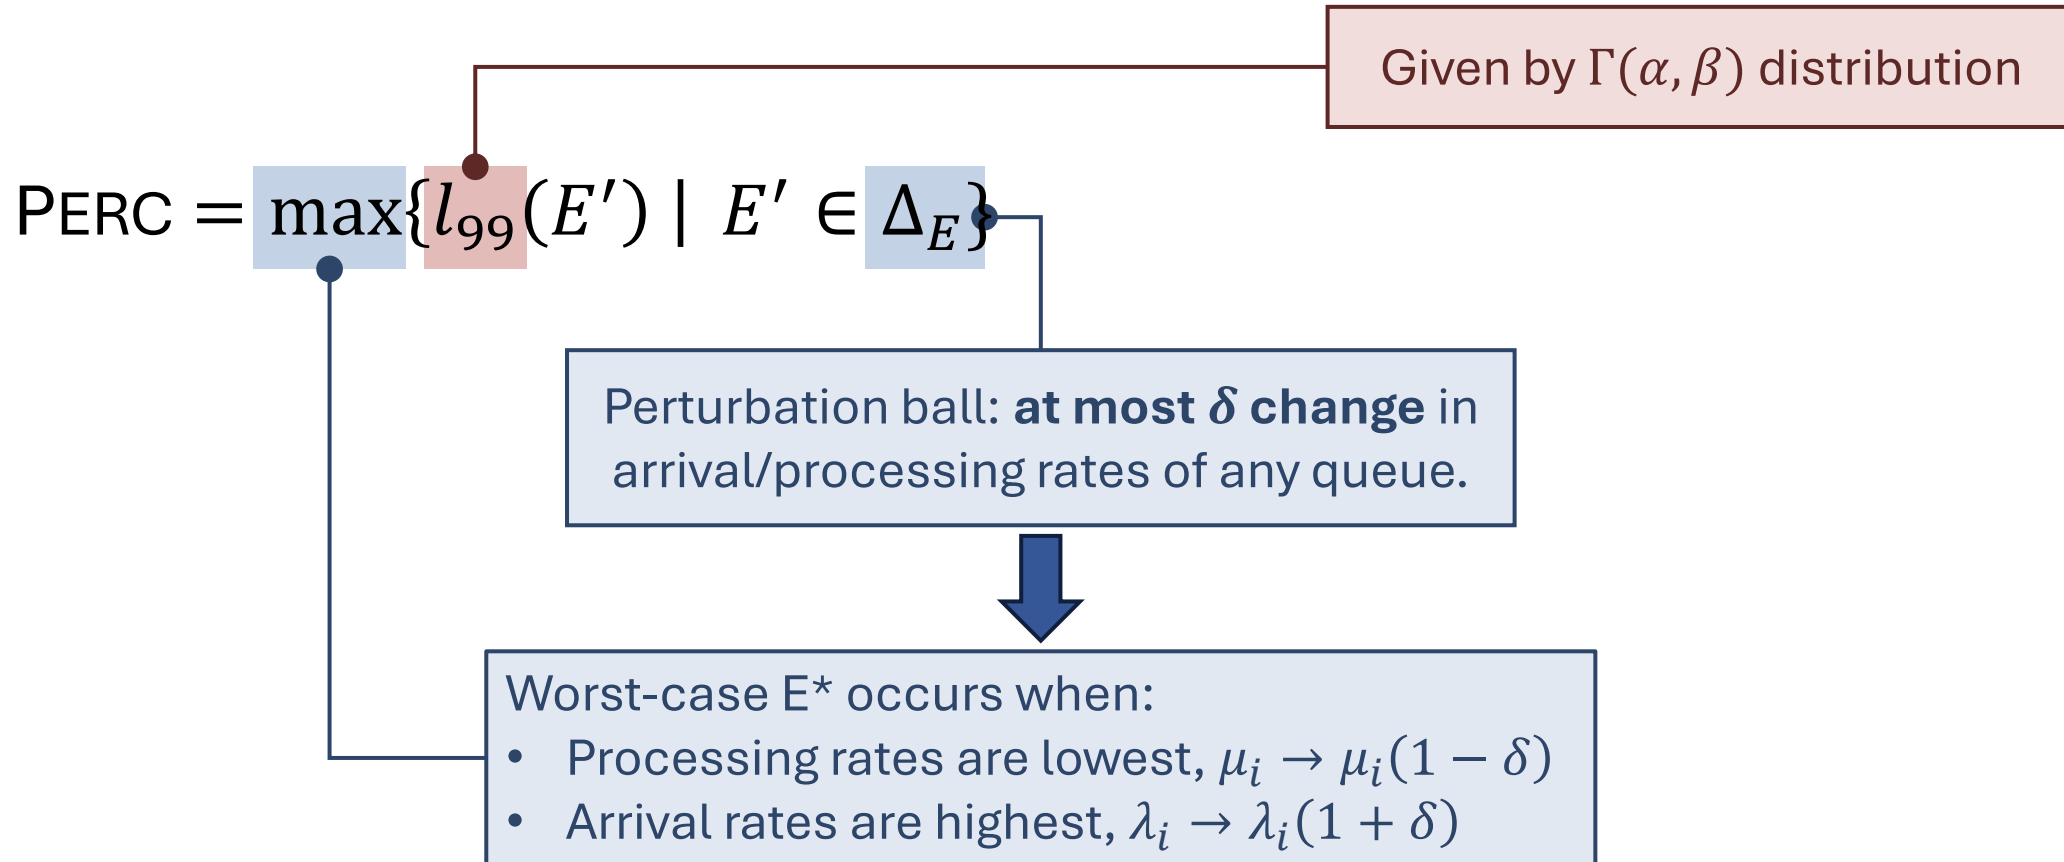 Given by Γ(α, β) distribution
PERC = max{l₉₉(E′) | E′ ∈ Δ_E}
Perturbation ball: at most δ change in
arrival/processing rates of any queue.
Worst-case E* occurs when:
• Processing rates are lowest, μᵢ → μᵢ(1 − δ)
• Arrival rates are highest, λᵢ → λᵢ(1 + δ)